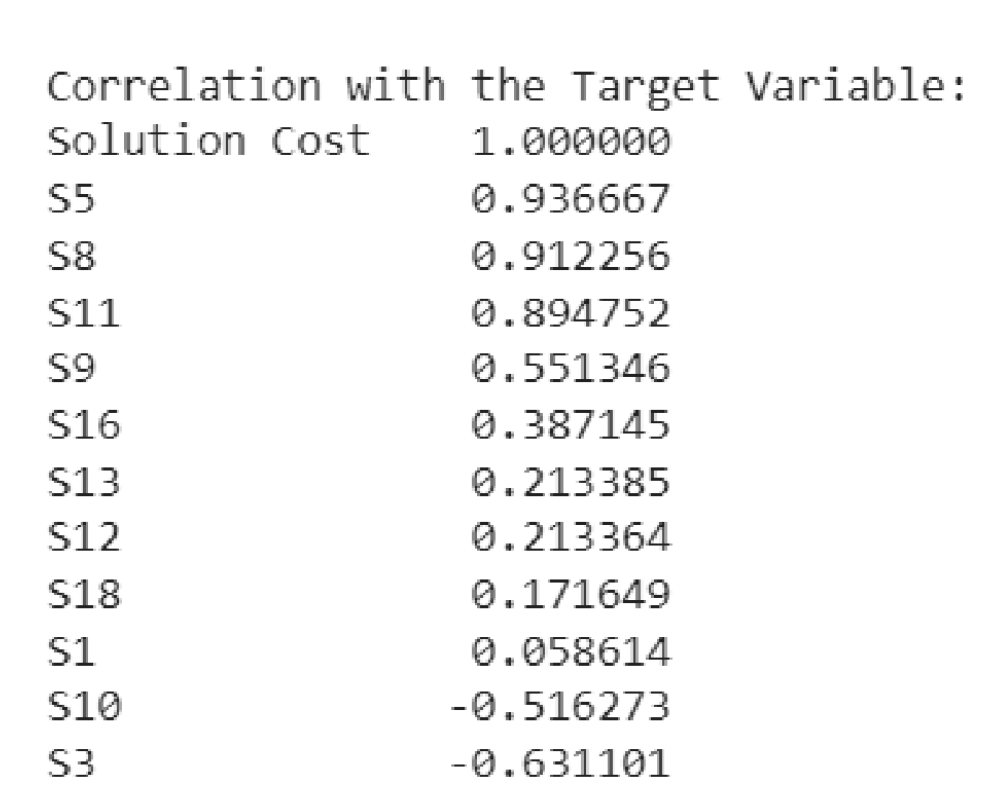 Correlation with the Target Variable:
Solution Cost 1.000000
S5 0.936667
S8 0.912256
S11 0.894752
S9 0.551346
S16 0.387145
S13 0.213385
S12 0.213364
S18 0.171649
S1 0.058614
S10 -0.516273
S3 -0.631101